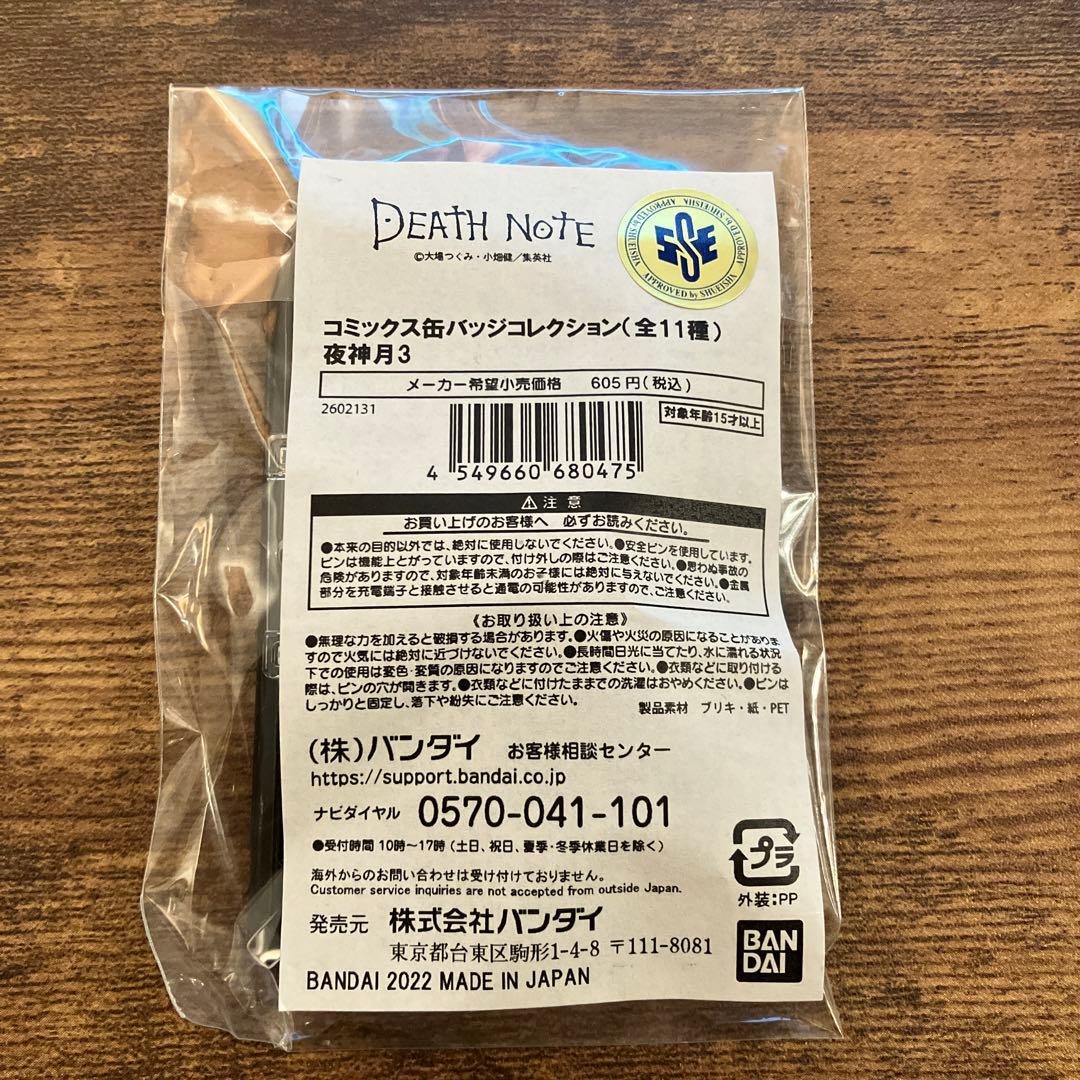 DEATH NOTE
©大場つぐみ・小畑健／集英社
APPROVED by SHUEISHA APPROVED by SHUEISHA APPROVED by SHUEISHA
SSE
コミックス缶バッジコレクション(全11種)
夜神月3
メーカー希望小売価格 605円(税込)
2602131
対象年齢15才以上
4 549660 680475
⚠注意
お買い上げのお客様へ 必ずお読みください。
●本来の目的以外では、絶対に使用しないでください。●安全ピンを使用しています。
ピンは機能上とがっていますので、付け外しの際はご注意ください。●思わぬ事故の
危険がありますので、対象年齢未満のお子様には絶対に与えないでください。●金属
部分を充電端子と接触させると通電の可能性がありますので、ご注意ください。
《お取り扱い上の注意》
●無理な力を加えると破損する場合があります。●火傷や火災の原因になることがありま
すので火気には絶対に近づけないでください。●長時間日光に当てたり、水に濡れる状況
下での使用は変色・変質の原因になりますのでご注意ください。●衣類などに取り付ける
際は、ピンの穴が開きます。●衣類などに付けたままでの洗濯はおやめください。●ピンは
しっかりと固定し、落下や紛失にご注意ください。
製品素材 ブリキ・紙・PET
(株)バンダイ お客様相談センター
https://support.bandai.co.jp
ナビダイヤル 0570-041-101
●受付時間 10時～17時 (土日、祝日、夏季・冬季休業日を除く)
海外からのお問い合わせは受け付けておりません。
Customer service inquiries are not accepted from outside Japan.
プラ
外装:PP
発売元 株式会社バンダイ
東京都台東区駒形1-4-8 〒111-8081
BANDAI 2022 MADE IN JAPAN
BAN
DAI